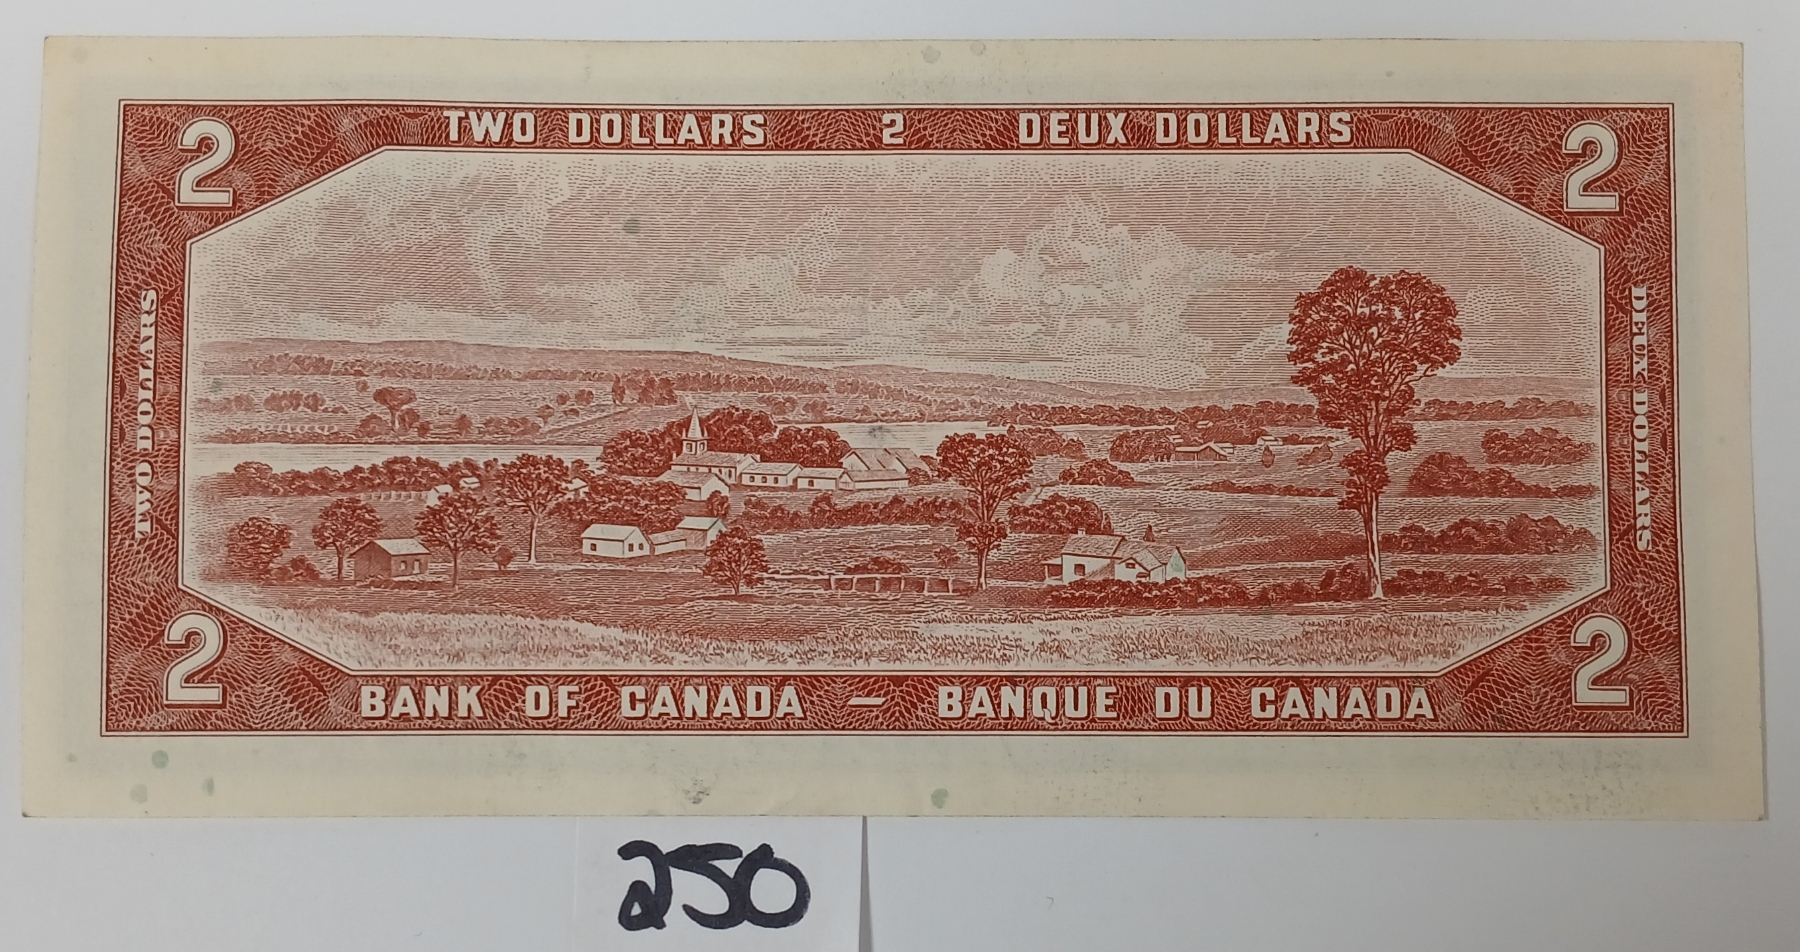 2 TWO DOLLARS 2 DEUX DOLLARS 2
TWO DOLLARS
DEUX DOLLARS
2 BANK OF CANADA — BANQUE DU CANADA 2
250